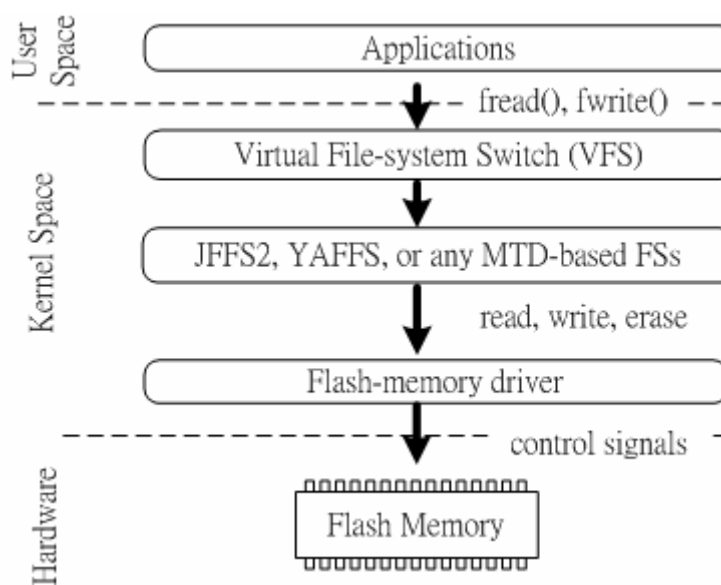 User
Space
Applications
fread(), fwrite()
Virtual File-system Switch (VFS)
Kernel Space
JFFS2, YAFFS, or any MTD-based FSs
read, write, erase
Flash-memory driver
control signals
Hardware
Flash Memory